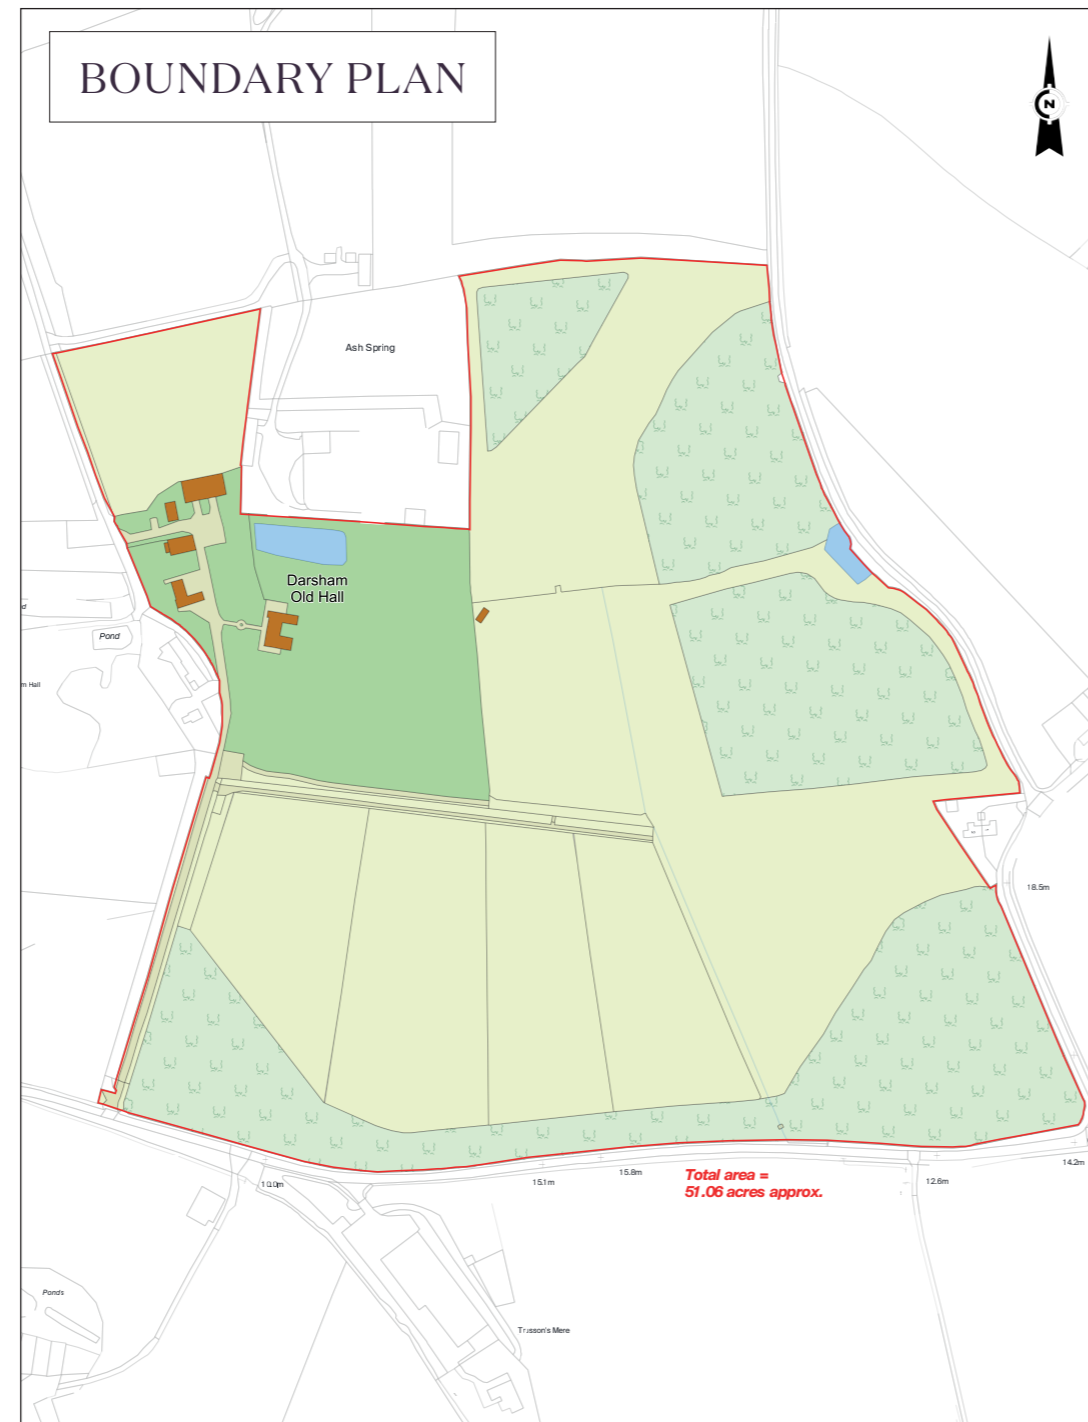 BOUNDARY PLAN
N
Ash Spring
Darsham
Old Hall
Pond
18.5m
Total area =
51.06 acres approx.
10.0m
15.1m
15.8m
12.6m
14.2m
Ponds
Trusson's Mere